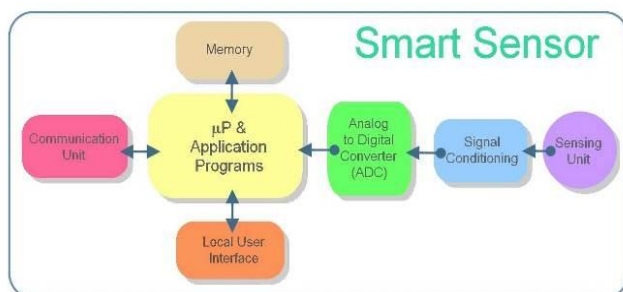 Smart Sensor
Memory
Communication
Unit
μP &
Application
Programs
Analog
to Digital
Converter
(ADC)
Signal
Conditioning
Sensing
Unit
Local User
Interface